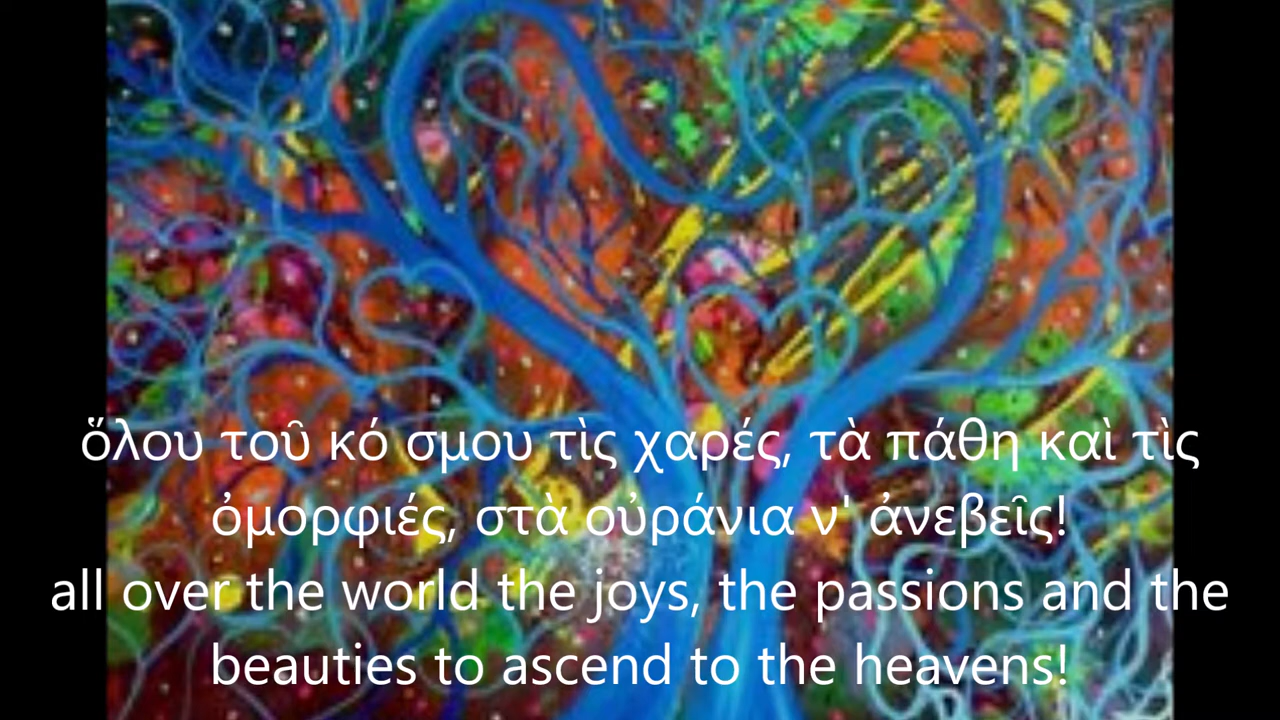 ὅλου τοῦ κό σμου τὶς χαρές, τὰ πάθη καὶ τὶς
ὀμορφιές, στὰ οὐράνια ν' ἀνεβεῖς!
all over the world the joys, the passions and the
beauties to ascend to the heavens!